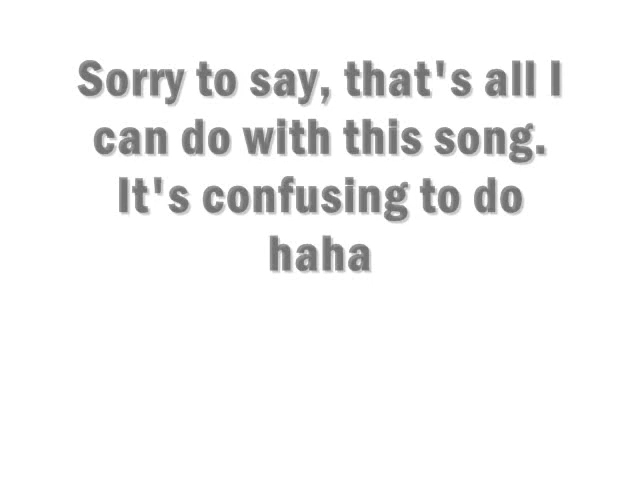 Sorry to say, that's all I
can do with this song.
It's confusing to do
haha